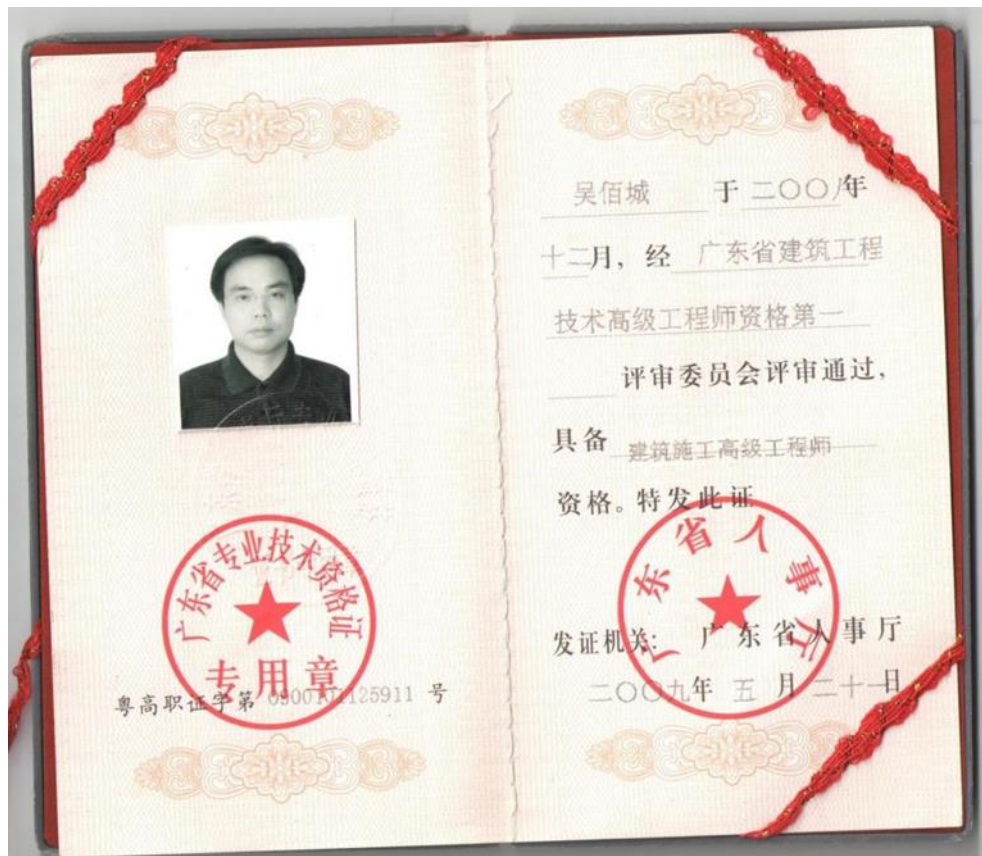 广东省专业技术资格证
专用章
粤高职证字第 0900101125911 号
吴佰城 于 二〇〇八年
十二月，经 广东省建筑工程
技术高级工程师资格第一
评审委员会评审通过，
具备 建筑施工高级工程师
资格。特发此证
广东省人事厅
发证机关： 广东省人事厅
二〇〇九年 五 月 二十一日